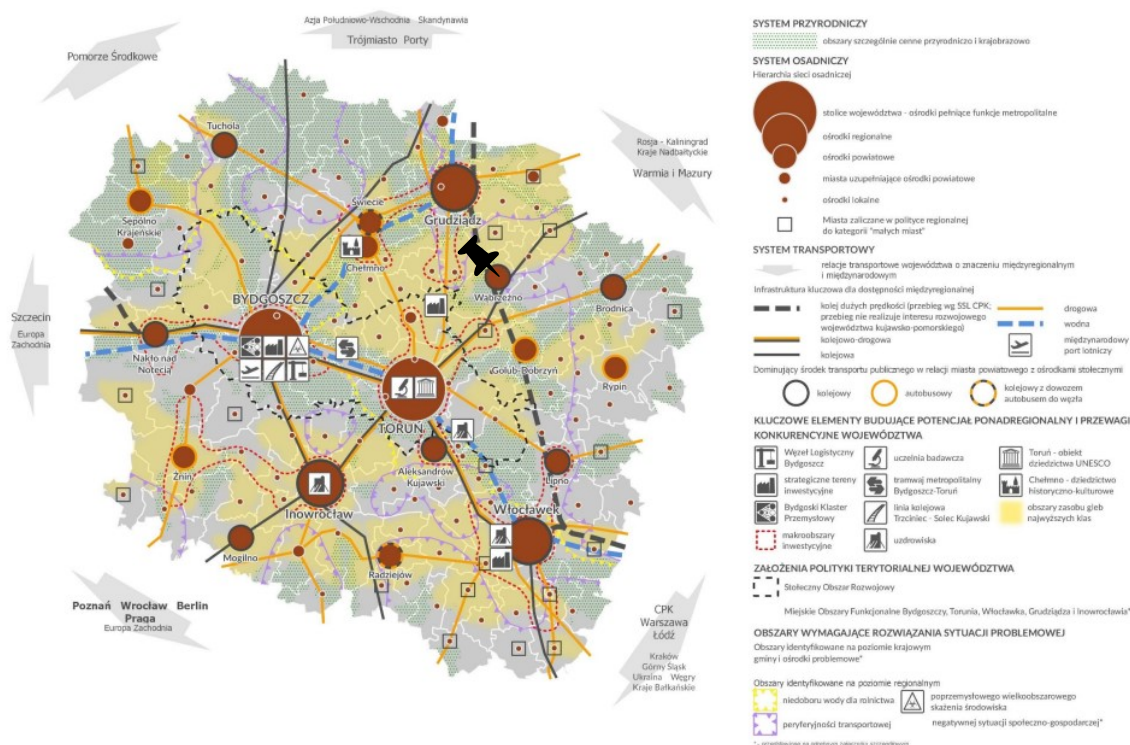 Azja Południowo-Wschodnia Skandynawia
Trójmiasto Porty
Pomorze Środkowe
Rosja - Kaliningrad
Kraje Nadbałtyckie
Warmia i Mazury
Szczecin
Europa
Zachodnia
Poznań Wrocław Berlin
Praga
Europa Zachodnia
CPK
Warszawa
Łódź
Kraków
Górny Śląsk
Ukraina Węgry
Kraje Bałkańskie
Tuchola
Sępólno
Krajeńskie
Świecie
Grudziądz
Chełmno
Wąbrzeźno
Brodnica
BYDGOSZCZ
Nakło nad
Notecią
Golub-Dobrzyń
Rypin
TORUŃ
Aleksandrów
Kujawski
Lipno
Żnin
Inowrocław
Włocławek
Mogilno
Radziejów
SYSTEM PRZYRODNICZY
obszary szczególnie cenne przyrodniczo i krajobrazowo
SYSTEM OSADNICZY
Hierarchia sieci osadniczej
stolice województwa - ośrodki pełniące funkcje metropolitalne
ośrodki regionalne
ośrodki powiatowe
miasta uzupełniające ośrodki powiatowe
ośrodki lokalne
Miasta zaliczane w polityce regionalnej
do kategorii "małych miast"
SYSTEM TRANSPORTOWY
relacje transportowe województwa o znaczeniu międzyregionalnym
i międzynarodowym
Infrastruktura kluczowa dla dostępności międzyregionalnej
kolej dużych prędkości (przebieg wg SSL CPK;
przebieg nie realizuje interesu rozwojowego
województwa kujawsko-pomorskiego)
kolejowo-drogowa
kolejowa
drogowa
wodna
międzynarodowy
port lotniczy
Dominujący środek transportu publicznego w relacji miasta powiatowego z ośrodkami stołecznymi
kolejowy
autobusowy
kolejowy z dowozem
autobusem do węzła
KLUCZOWE ELEMENTY BUDUJĄCE POTENCJAŁ PONADREGIONALNY I PRZEWAGI
KONKURENCYJNE WOJEWÓDZTWA
Węzeł Logistyczny
Bydgoszcz
uczelnia badawcza
Toruń - obiekt
dziedzictwa UNESCO
strategiczne tereny
inwestycyjne
tramwaj metropolitalny
Bydgoszcz-Toruń
Chełmno - dziedzictwo
historyczno-kulturowe
Bydgoski Klaster
Przemysłowy
linia kolejowa
Trzciniec - Solec Kujawski
obszary zasobu gleb
najwyższych klas
makroobszary
inwestycyjne
uzdrowiska
ZAŁOŻENIA POLITYKI TERYTORIALNEJ WOJEWÓDZTWA
Stołeczny Obszar Rozwojowy
Miejskie Obszary Funkcjonalne Bydgoszczy, Torunia, Włocławka, Grudziądza i Inowrocławia*
OBSZARY WYMAGAJĄCE ROZWIĄZANIA SYTUACJI PROBLEMOWEJ
Obszary identyfikowane na poziomie krajowym
gminy i ośrodki problemowe*
Obszary identyfikowane na poziomie regionalnym
niedoboru wody dla rolnictwa
poprzemysłowego wielkoobszarowego
skażenia środowiska
peryferyjności transportowej
negatywnej sytuacji społeczno-gospodarczej*